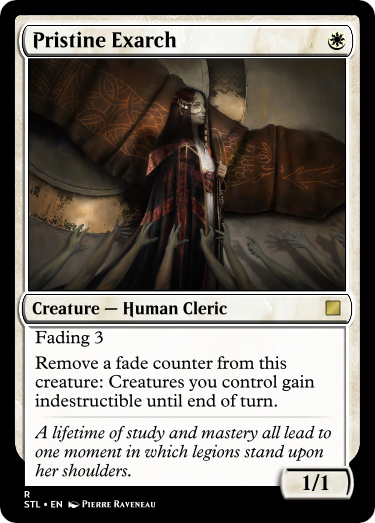 Pristine Exarch
Creature — Human Cleric
Fading 3
Remove a fade counter from this
creature: Creatures you control gain
indestructible until end of turn.
A lifetime of study and mastery all lead to
one moment in which legions stand upon
her shoulders.
1/1
R
STL • EN Pierre Raveneau